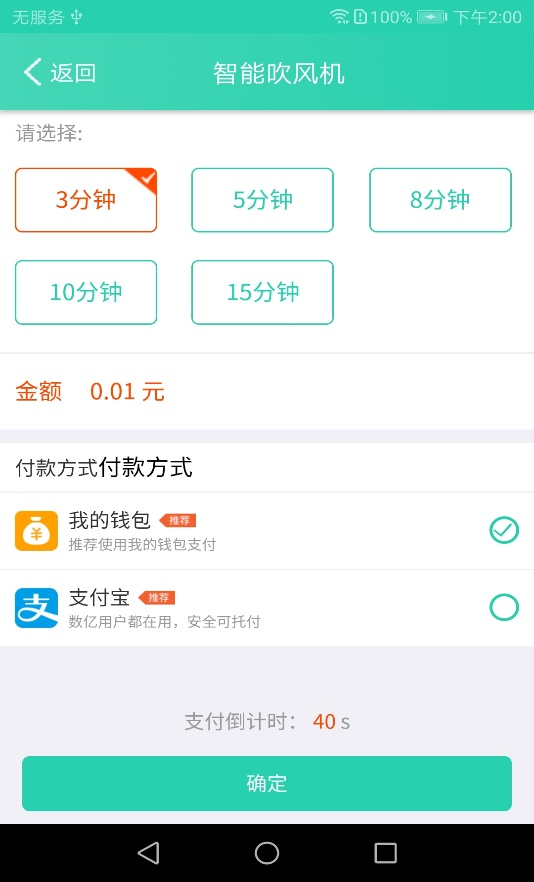 无服务 100% 下午2:00
返回 智能吹风机
请选择:
3分钟 5分钟 8分钟
10分钟 15分钟
金额 0.01 元
付款方式付款方式
我的钱包 推荐
推荐使用我的钱包支付
支付宝 推荐
数亿用户都在用，安全可托付
支付倒计时： 40 s
确定